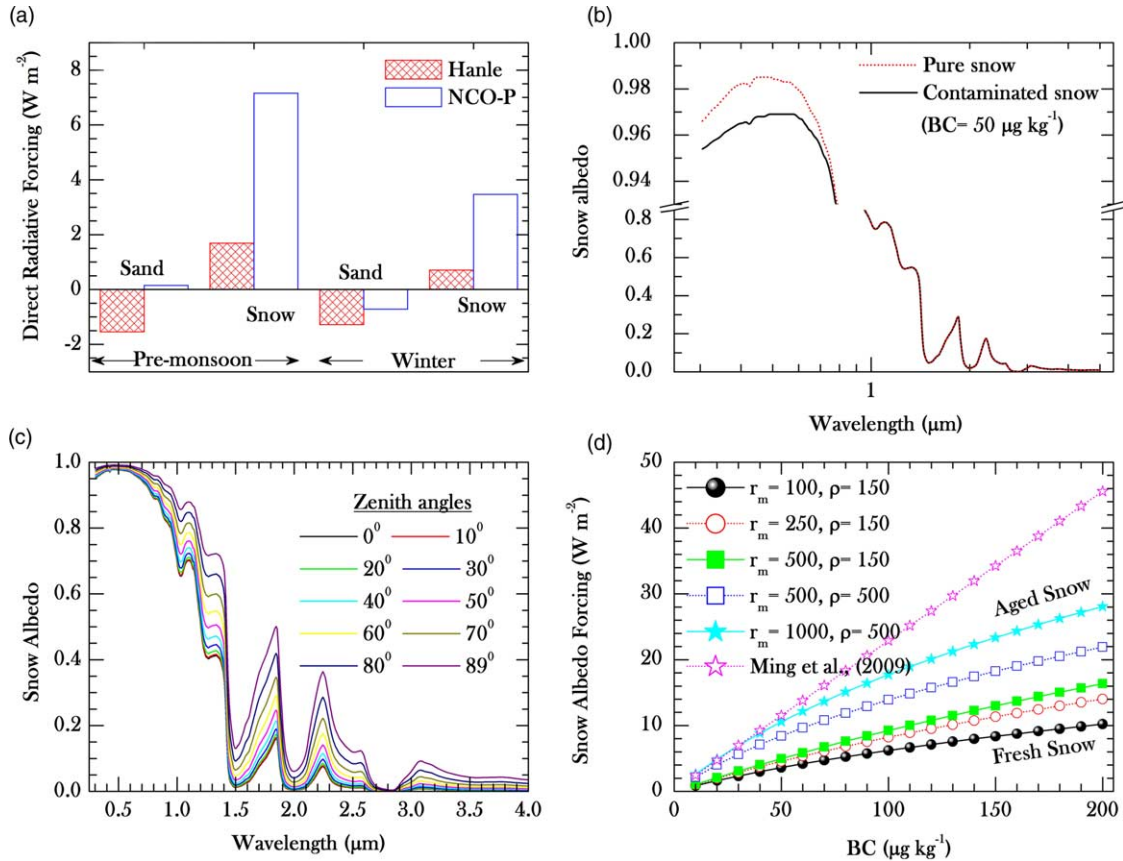 (a)
Direct Radiative Forcing (W m⁻²)
8
6
4
2
0
-2
Hanle
NCO-P
Sand
Sand
Snow
Snow
Pre-monsoon
Winter
(b)
Snow albedo
1.00
0.98
0.96
0.94
0.8
0.6
0.4
0.2
0.0
Pure snow
Contaminated snow
(BC= 50 μg kg⁻¹)
1
Wavelength (μm)
(c)
Snow Albedo
1.0
0.8
0.6
0.4
0.2
0.0
Zenith angles
0⁰ 10⁰
20⁰ 30⁰
40⁰ 50⁰
60⁰ 70⁰
80⁰ 89⁰
0.5 1.0 1.5 2.0 2.5 3.0 3.5 4.0
Wavelength (μm)
(d)
Snow Albedo Forcing (W m⁻²)
50
40
30
20
10
0
rₘ= 100, ρ= 150
rₘ= 250, ρ= 150
rₘ= 500, ρ= 150
rₘ= 500, ρ= 500
rₘ= 1000, ρ= 500
Ming et al., (2009)
Aged Snow
Fresh Snow
0 50 100 150 200
BC (μg kg⁻¹)